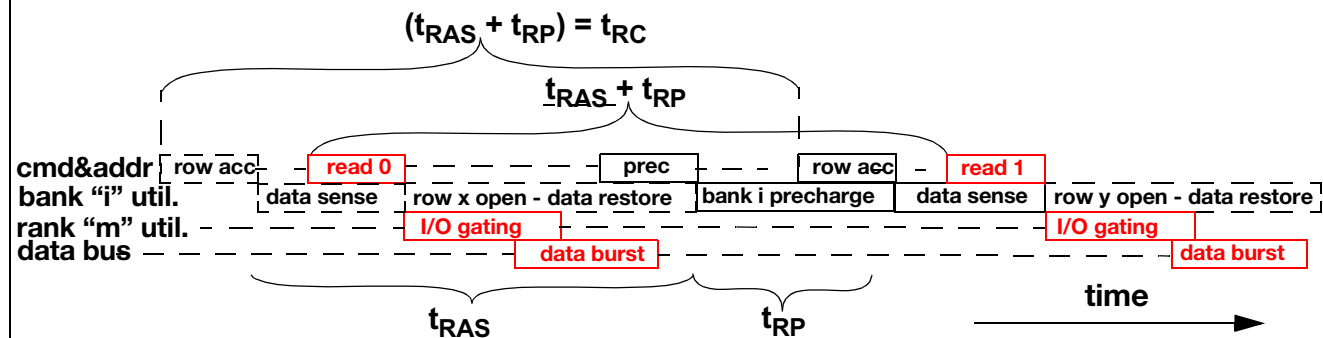 (tRAS + tRP) = tRC
tRAS + tRP
cmd&addr row acc read 0 prec row acc read 1
bank “i” util. data sense row x open - data restore bank i precharge data sense row y open - data restore
rank “m” util. I/O gating I/O gating
data bus data burst data burst
tRAS tRP time